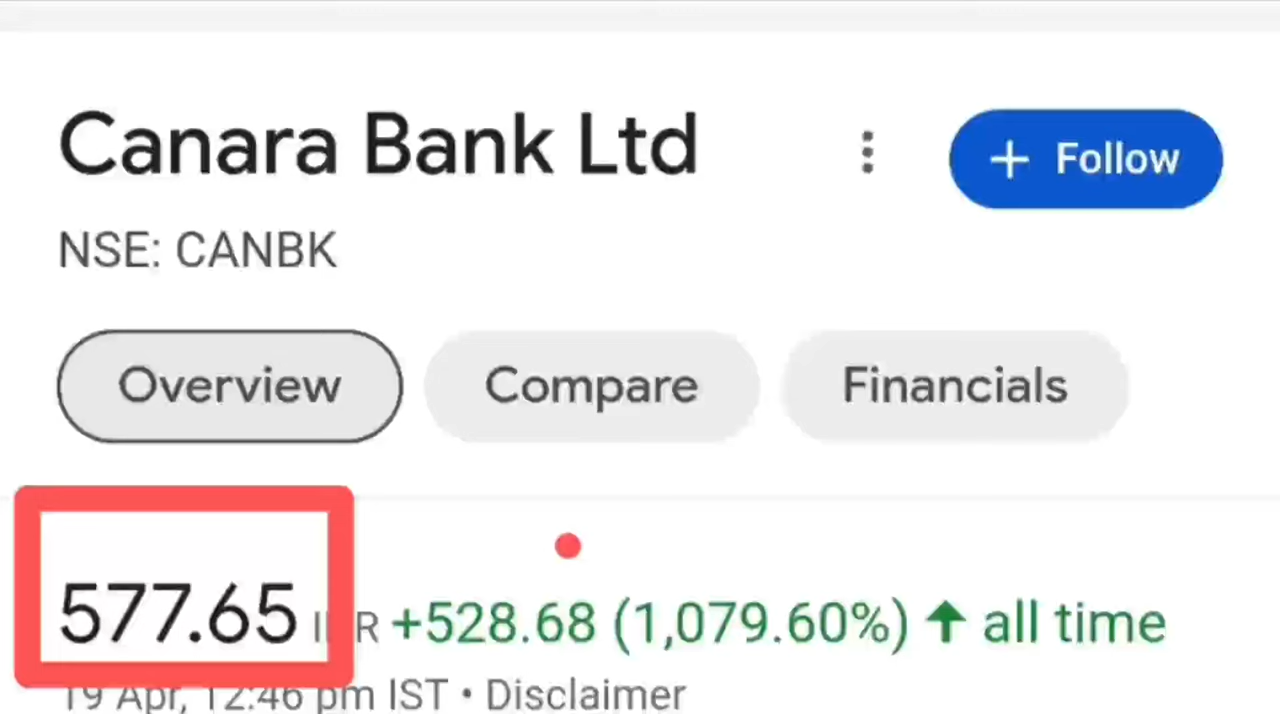 Canara Bank Ltd
+ Follow
NSE: CANBK
Overview
Compare
Financials
577.65 +528.68 (1,079.60%) ↑ all time
19 Apr, 12:46 pm IST • Disclaimer